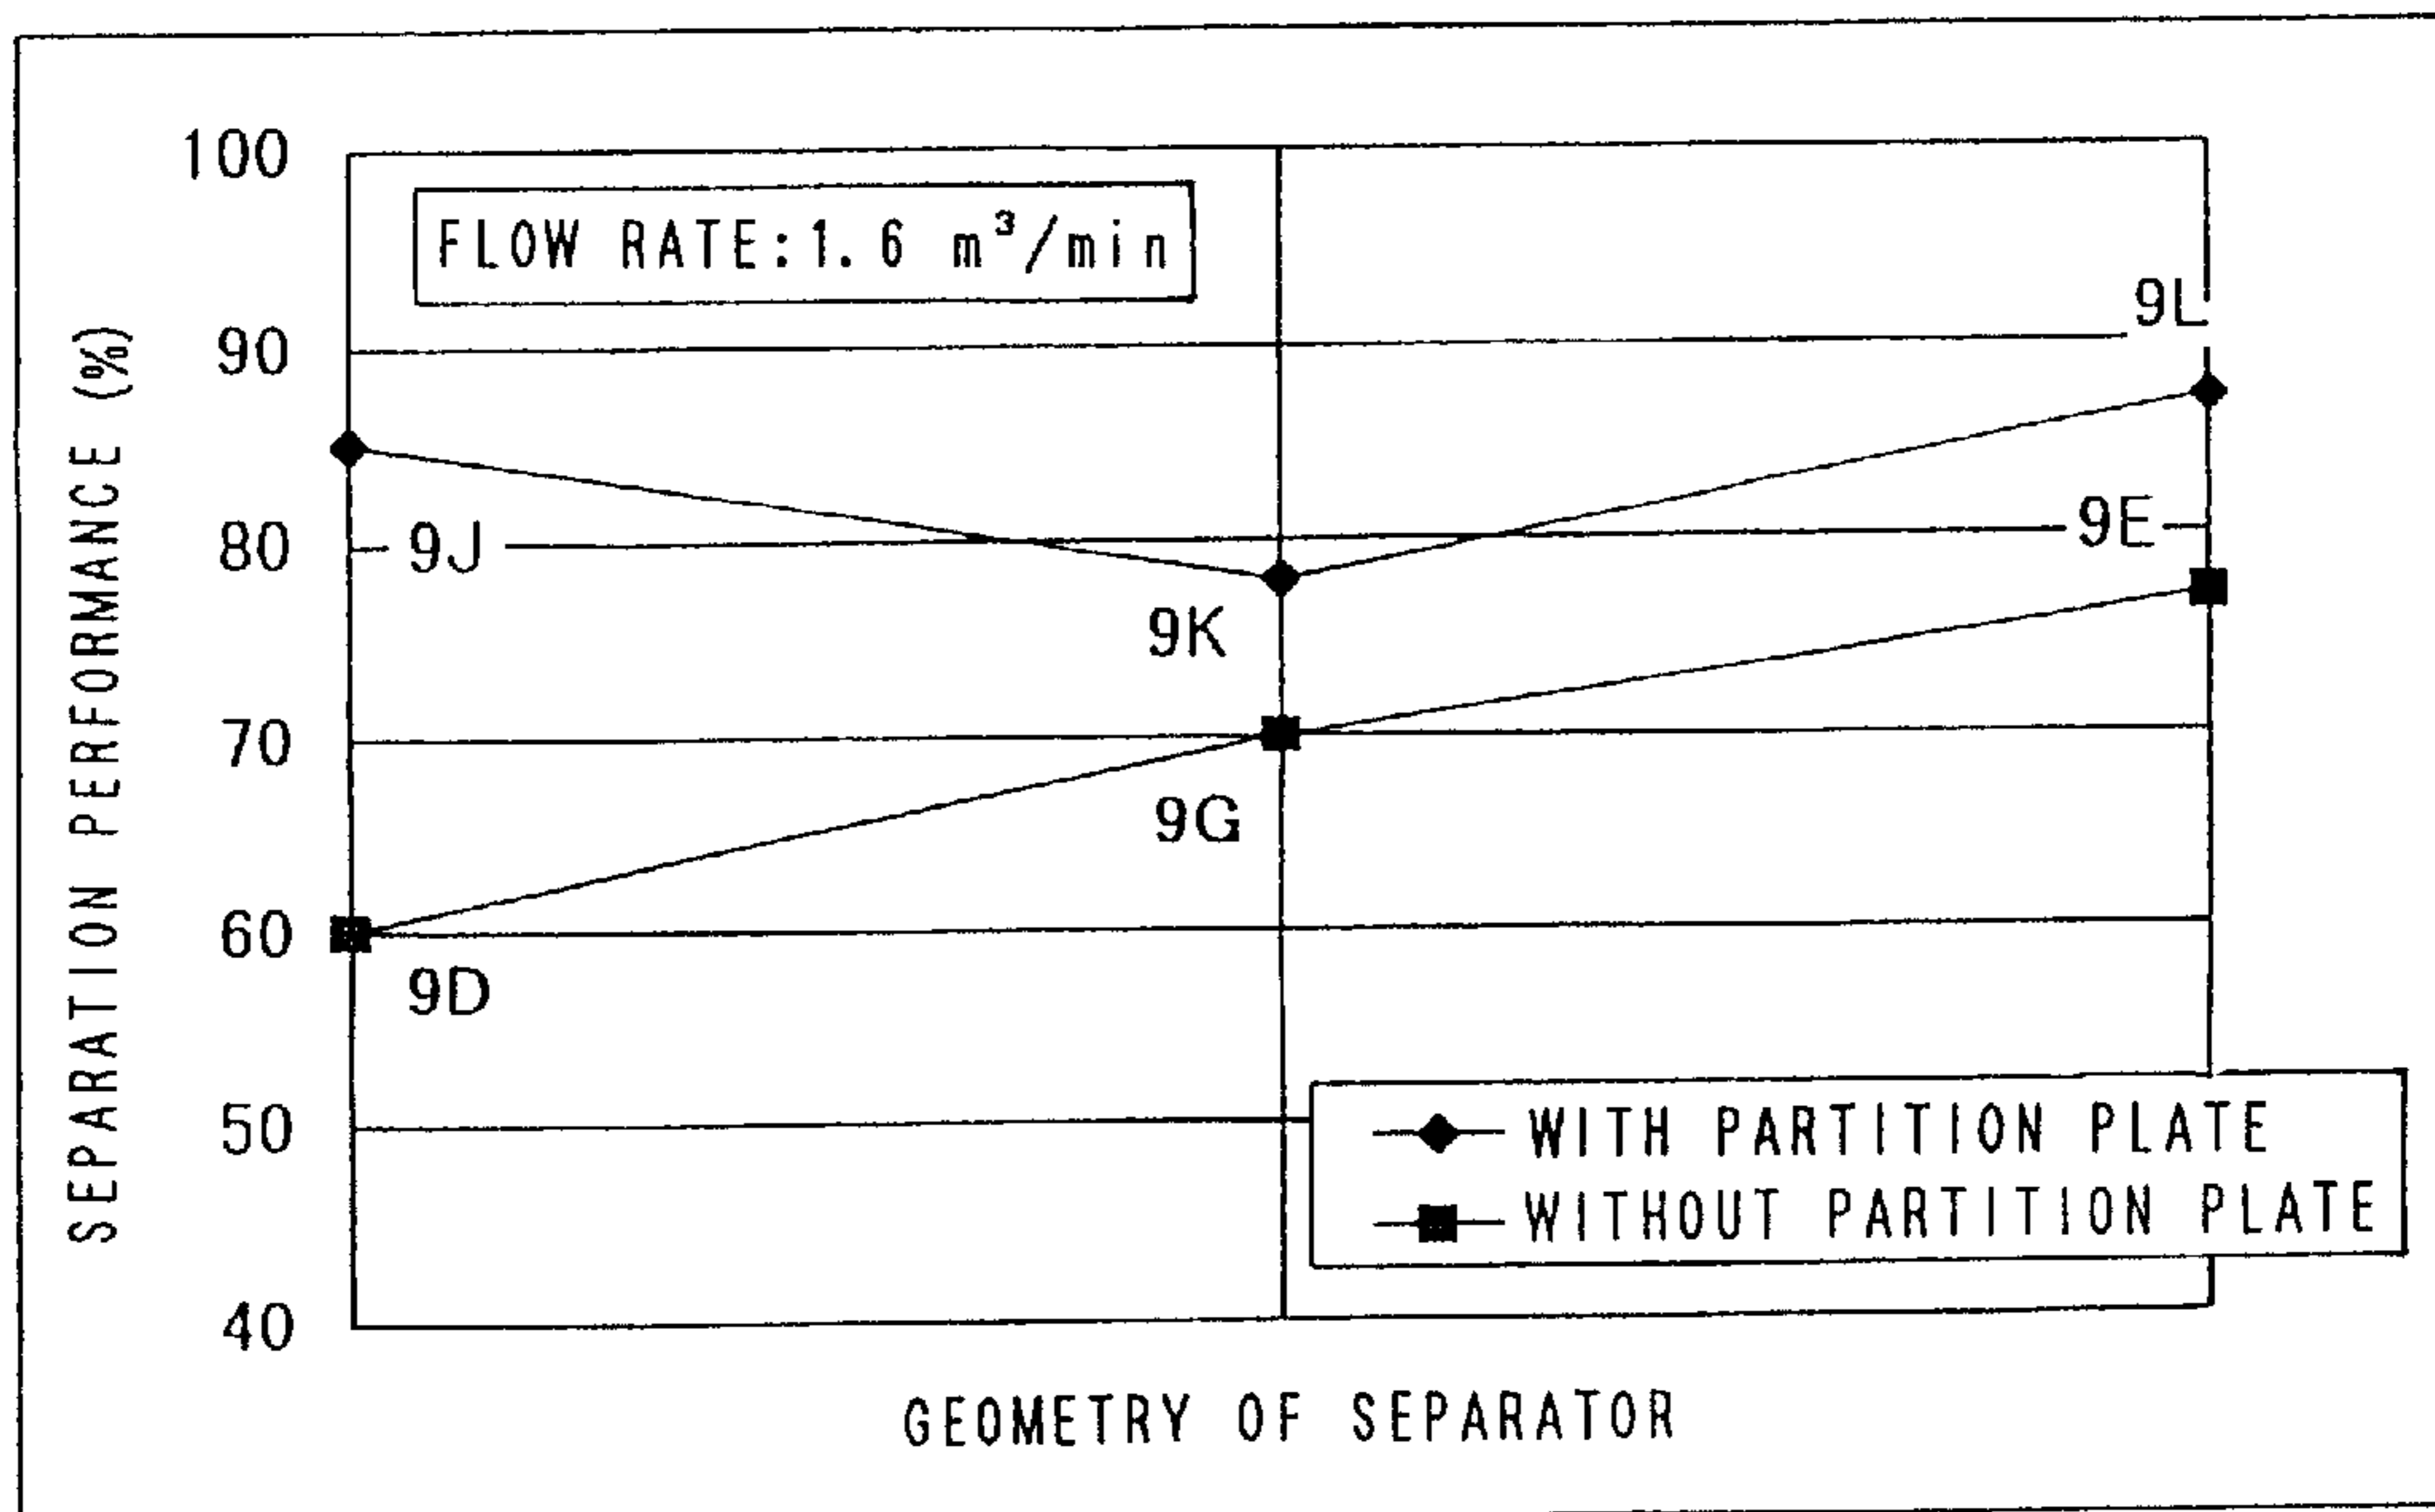 100
FLOW RATE:1.6 m³/min
9L
90
80
9J
9E
9K
70
9G
60
9D
50
WITH PARTITION PLATE
WITHOUT PARTITION PLATE
40
SEPARATION PERFORMANCE (%)
GEOMETRY OF SEPARATOR